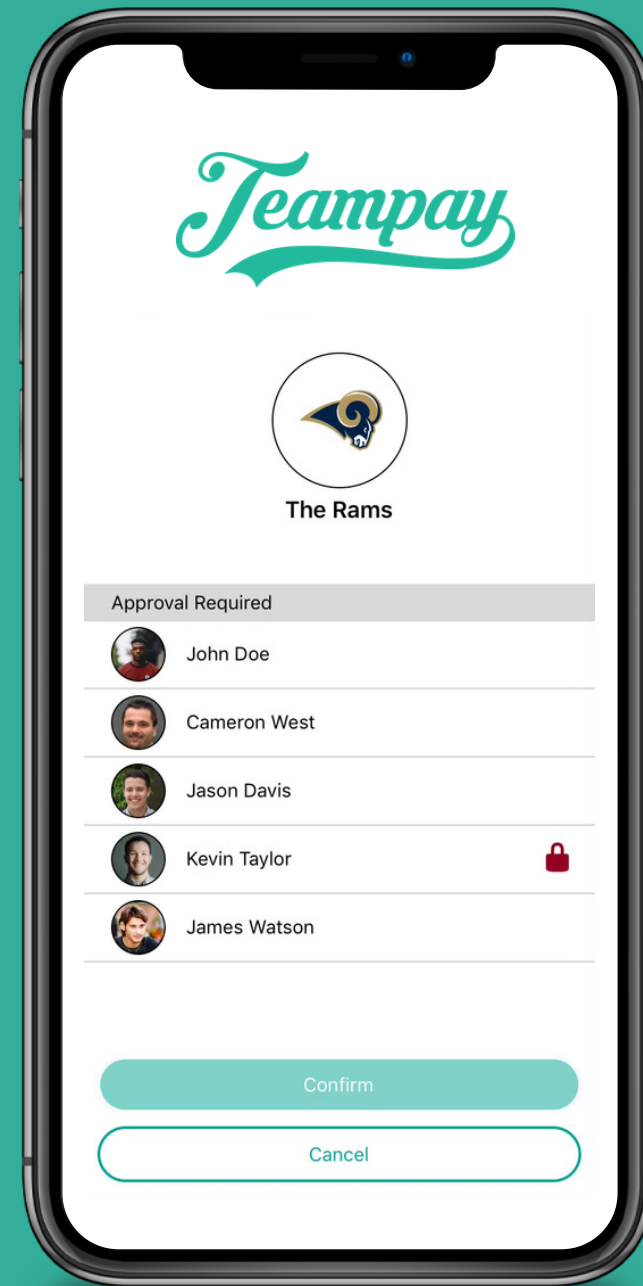 Teampay
The Rams
Approval Required
John Doe
Cameron West
Jason Davis
Kevin Taylor
James Watson
Confirm
Cancel